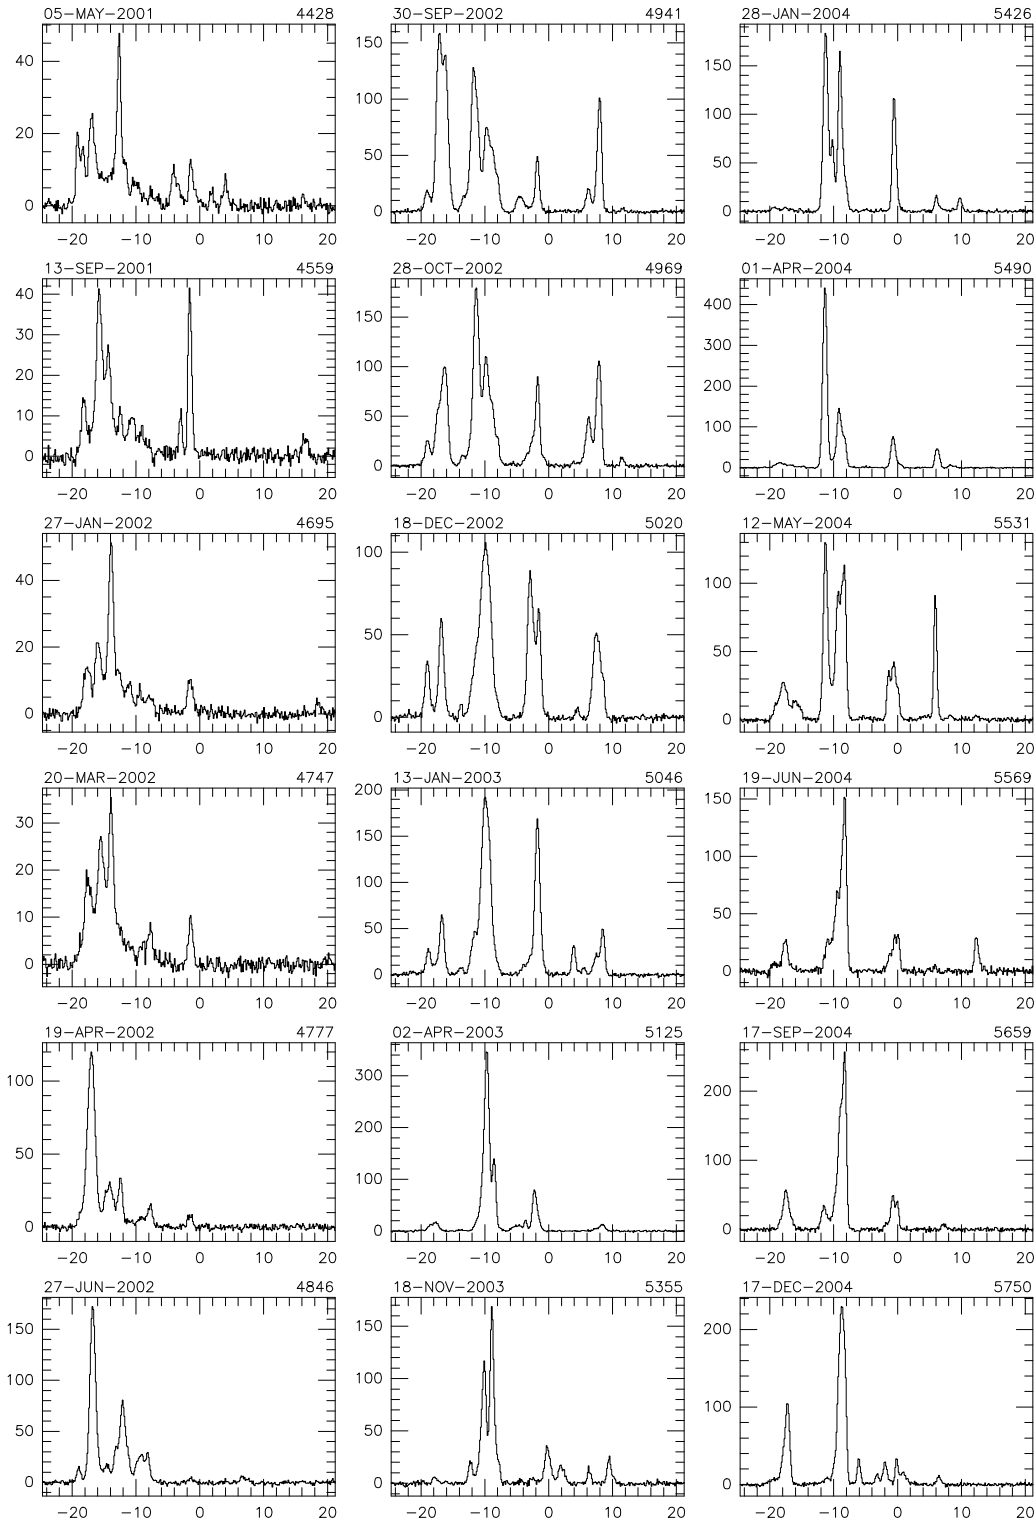 05-MAY-2001 4428 30-SEP-2002 4941 28-JAN-2004 5426
40 20 0 150 100 50 0 150 100 50 0
-20 -10 0 10 20 -20 -10 0 10 20 -20 -10 0 10 20
13-SEP-2001 4559 28-OCT-2002 4969 01-APR-2004 5490
40 30 20 10 0 150 100 50 0 400 300 200 100 0
-20 -10 0 10 20 -20 -10 0 10 20 -20 -10 0 10 20
27-JAN-2002 4695 18-DEC-2002 5020 12-MAY-2004 5531
40 20 0 100 50 0 100 50 0
-20 -10 0 10 20 -20 -10 0 10 20 -20 -10 0 10 20
20-MAR-2002 4747 13-JAN-2003 5046 19-JUN-2004 5569
30 20 10 0 200 150 100 50 0 150 100 50 0
-20 -10 0 10 20 -20 -10 0 10 20 -20 -10 0 10 20
19-APR-2002 4777 02-APR-2003 5125 17-SEP-2004 5659
100 50 0 300 200 100 0 200 100 0
-20 -10 0 10 20 -20 -10 0 10 20 -20 -10 0 10 20
27-JUN-2002 4846 18-NOV-2003 5355 17-DEC-2004 5750
150 100 50 0 150 100 50 0 200 100 0
-20 -10 0 10 20 -20 -10 0 10 20 -20 -10 0 10 20